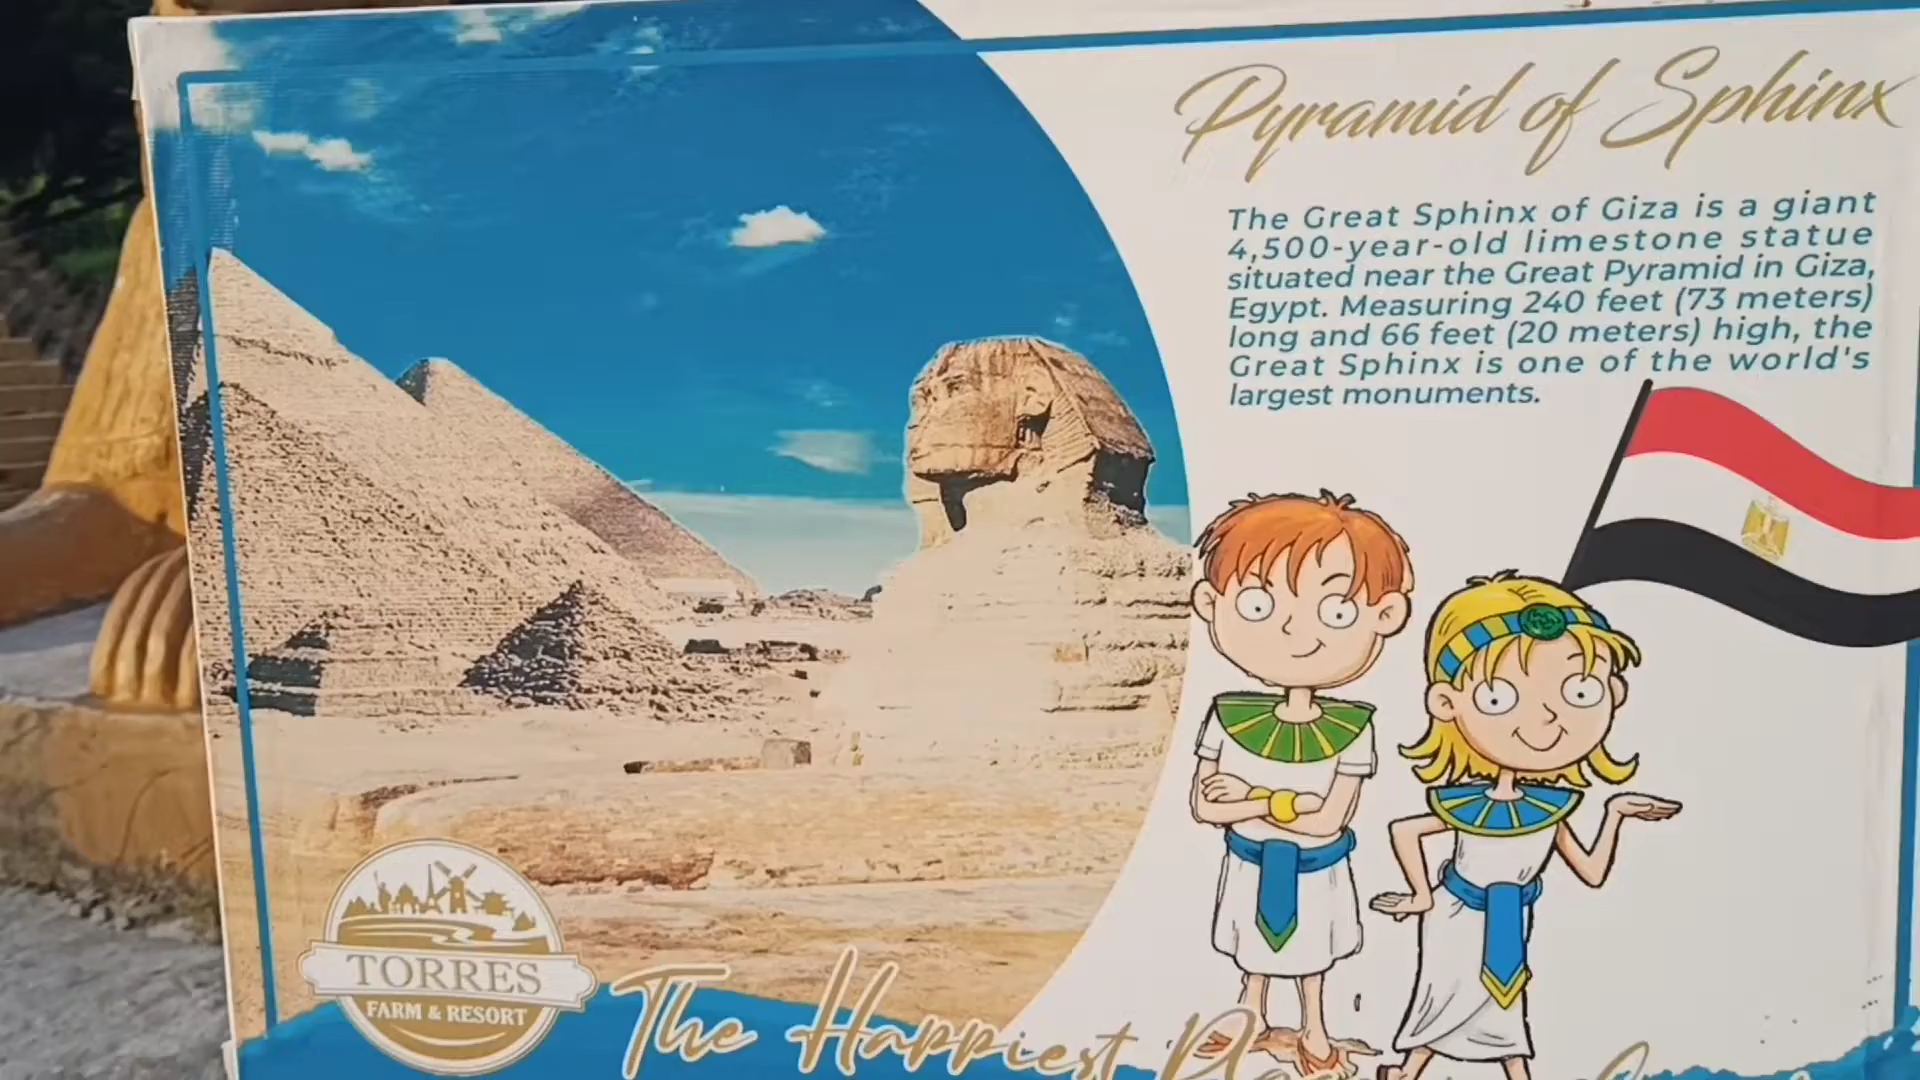 Pyramid of Sphinx
The Great Sphinx of Giza is a giant
4,500-year-old limestone statue
situated near the Great Pyramid in Giza,
Egypt. Measuring 240 feet (73 meters)
long and 66 feet (20 meters) high, the
Great Sphinx is one of the world's
largest monuments.
TORRES
FARM & RESORT
The Happiest